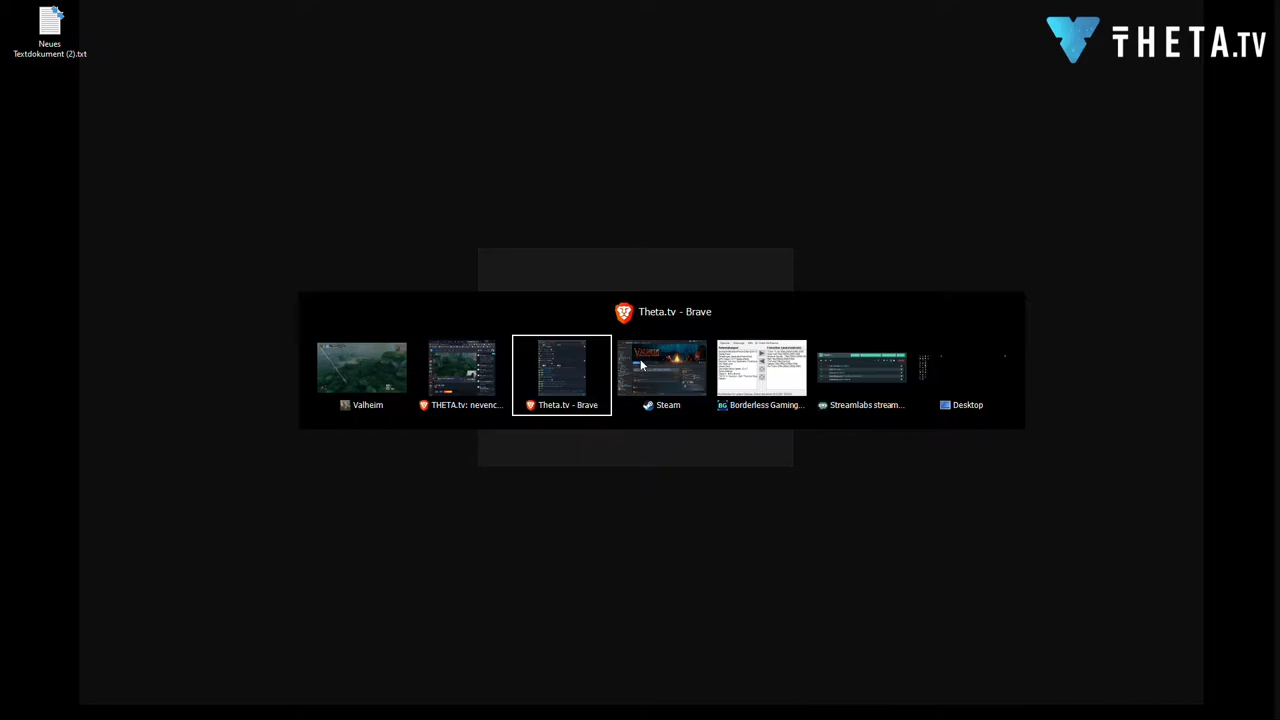 Neues
Textdokument (2).txt
THETA.TV
Theta.tv - Brave
Valheim
THETA.tv: nevenc...
Theta.tv - Brave
Steam
Borderless Gaming...
Streamlabs stream...
Desktop